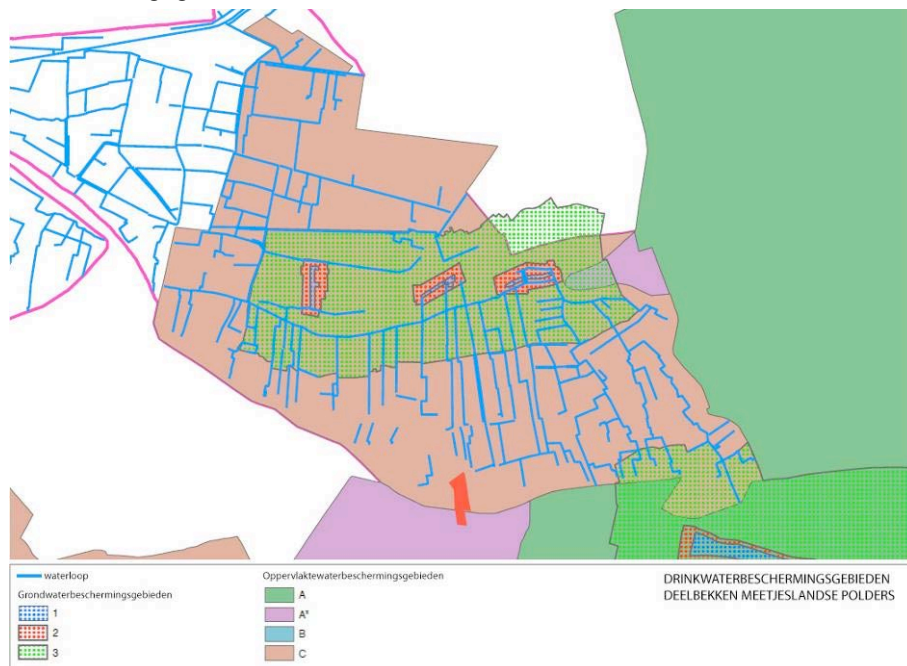 waterloop
Grondwaterbeschermingsgebieden
1
2
3
Oppervlaktewaterbeschermingsgebieden
A
A*
B
C
DRINKWATERBESCHERMINGSGEBIEDEN
DEELBEKKEN MEETJESLANDSE POLDERS